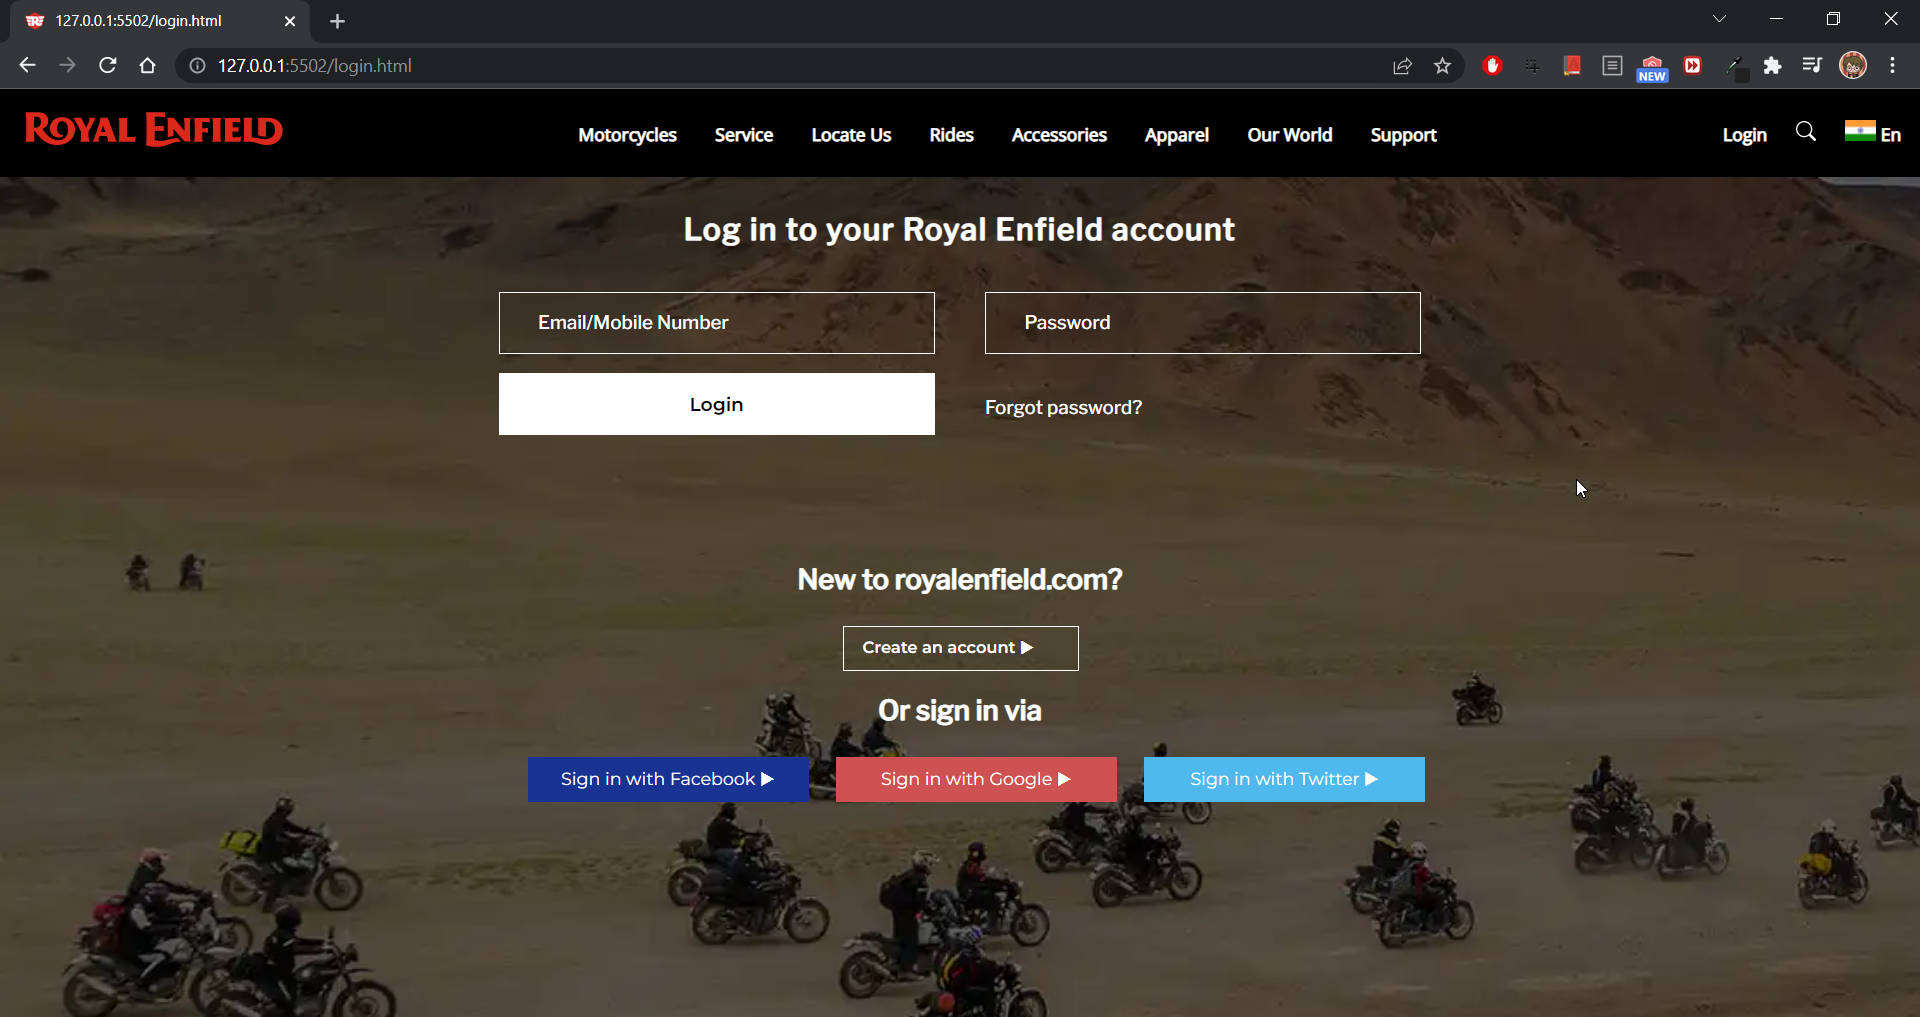 127.0.0.1:5502/login.html
127.0.0.1:5502/login.html
NEW
ROYAL ENFIELD
Motorcycles Service Locate Us Rides Accessories Apparel Our World Support
Login En
Log in to your Royal Enfield account
Email/Mobile Number Password
Login Forgot password?
New to royalenfield.com?
Create an account ▶
Or sign in via
Sign in with Facebook ▶ Sign in with Google ▶ Sign in with Twitter ▶